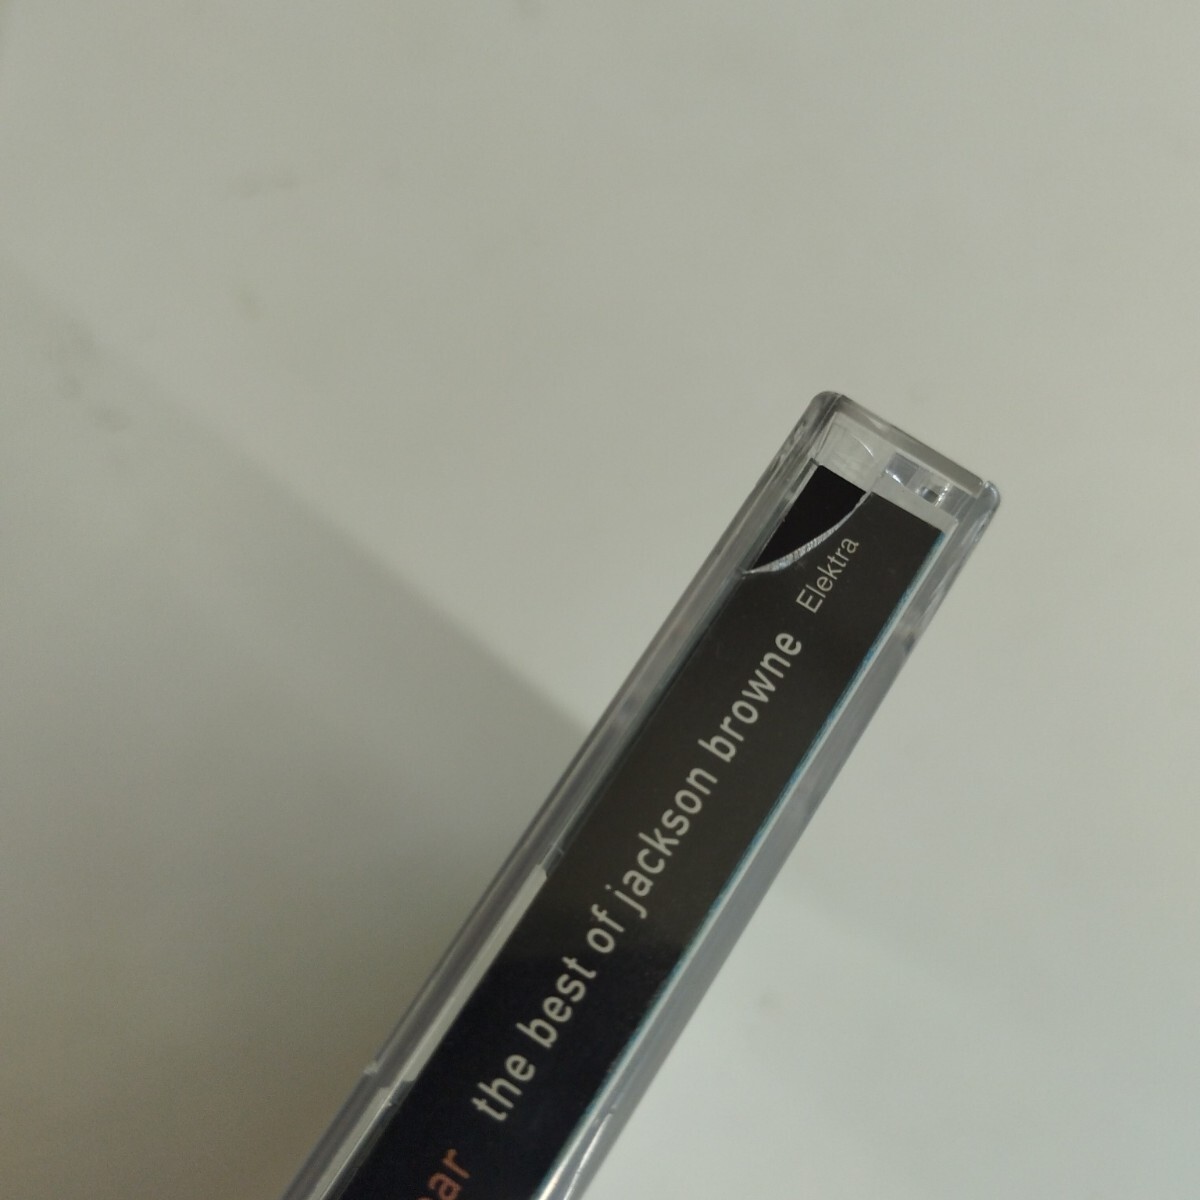 the best of jackson browne Elektra